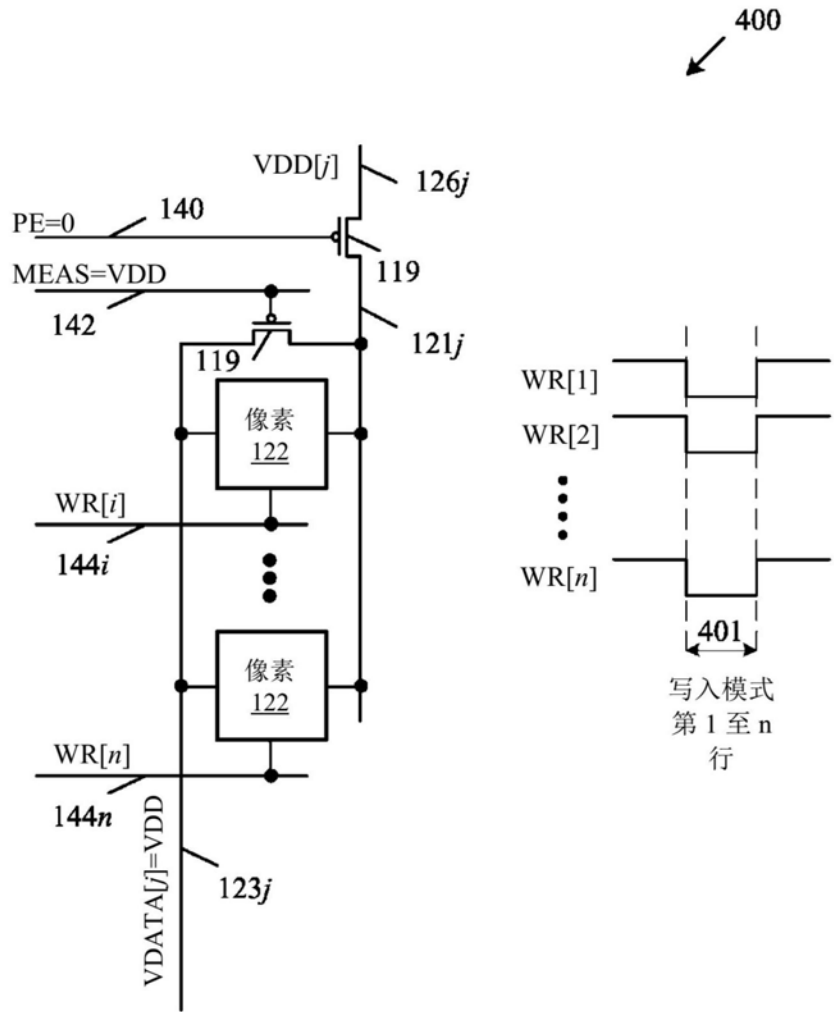 400
VDD[j]
126j
PE=0
140
119
MEAS=VDD
142
121j
119
像素
122
WR[i]
144i
像素
122
WR[n]
144n
VDATA[j]=VDD
123j
WR[1]
WR[2]
WR[n]
401
写入模式
第 1 至 n
行